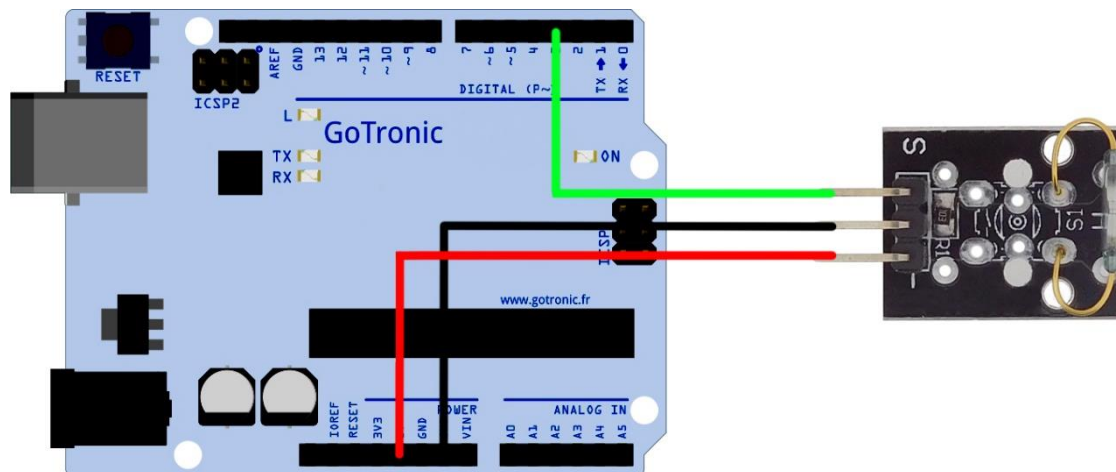 RESET
ICSP2
AREF
GND
13
12
~11
~10
~9
8
7
~6
~5
4
2
TX 1
RX 0
DIGITAL (P~)
L
GoTronic
TX
RX
ON
www.gotronic.fr
IOREF
RESET
3V3
GND
VIN
ANALOG IN
A0
A1
A2
A3
A4
A5
S
R1
S1